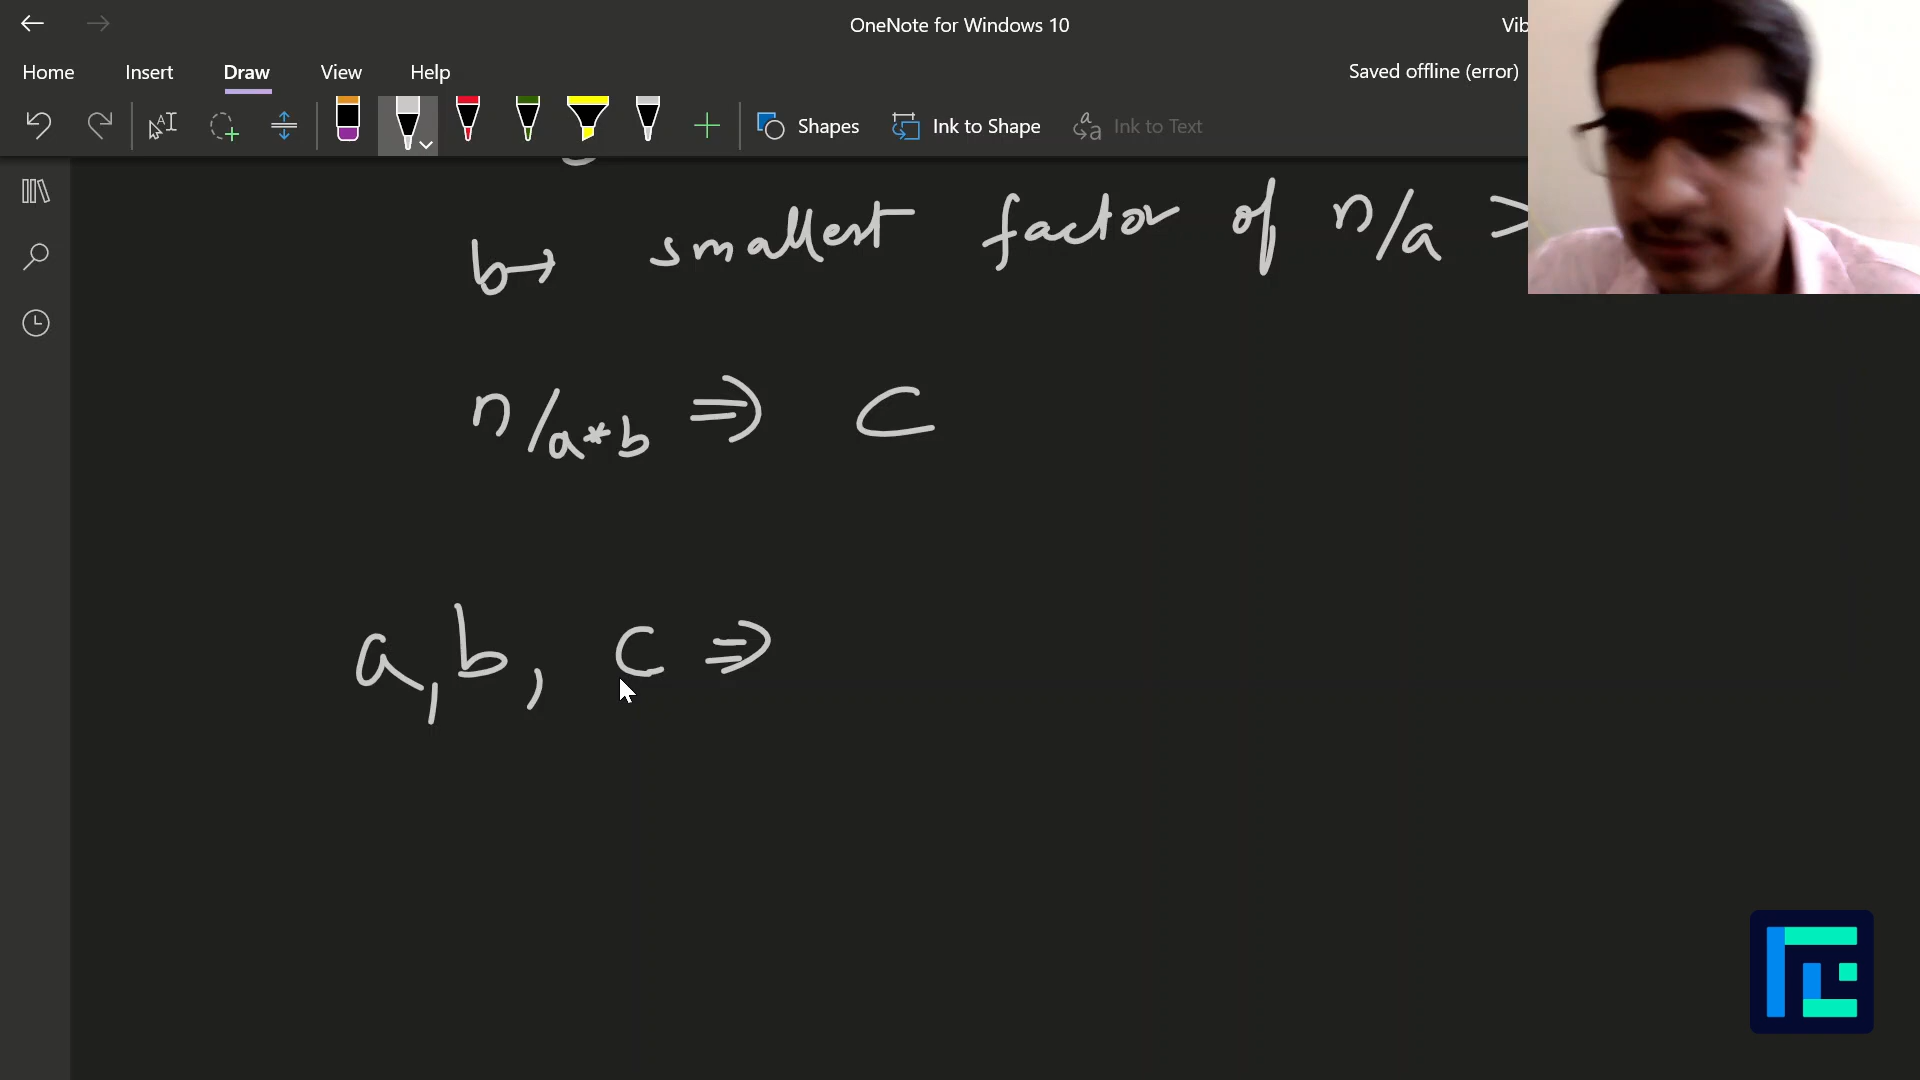 OneNote for Windows 10
Vib
Home Insert Draw View Help
Saved offline (error)
Shapes Ink to Shape Ink to Text
b→ smallest factor of n/a >
n/a*b ⇒ C
a,b, c ⇒